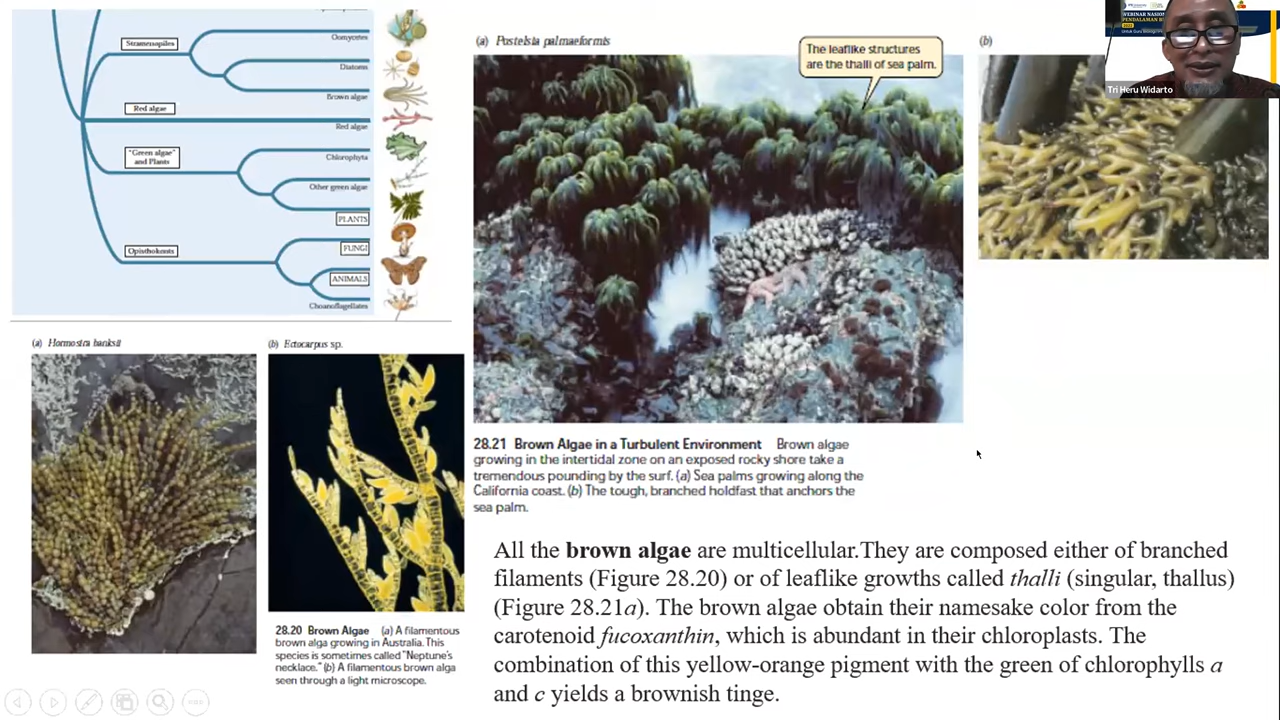 Stramenopiles
Oomycetes
Diatoms
Brown algae
Red algae
Red algae
"Green algae"
and Plants
Chlorophyta
Other green algae
PLANTS
Opisthokonts
FUNGI
ANIMALS
Choanoflagellates
(a) Postelsia palmaeformis
The leaflike structures
are the thalli of sea palm.
(b)
WEBINAR NASIONAL
Tri Heru Widarto
28.21 Brown Algae in a Turbulent Environment Brown algae
growing in the intertidal zone on an exposed rocky shore take a
tremendous pounding by the surf. (a) Sea palms growing along the
California coast. (b) The tough, branched holdfast that anchors the
sea palm.
(a) Hormosira banksii
(b) Ectocarpus sp.
28.20 Brown Algae (a) A filamentous
brown alga growing in Australia. This
species is sometimes called "Neptune's
necklace." (b) A filamentous brown alga
seen through a light microscope.
All the brown algae are multicellular.They are composed either of branched
filaments (Figure 28.20) or of leaflike growths called thalli (singular, thallus)
(Figure 28.21a). The brown algae obtain their namesake color from the
carotenoid fucoxanthin, which is abundant in their chloroplasts. The
combination of this yellow-orange pigment with the green of chlorophylls a
and c yields a brownish tinge.